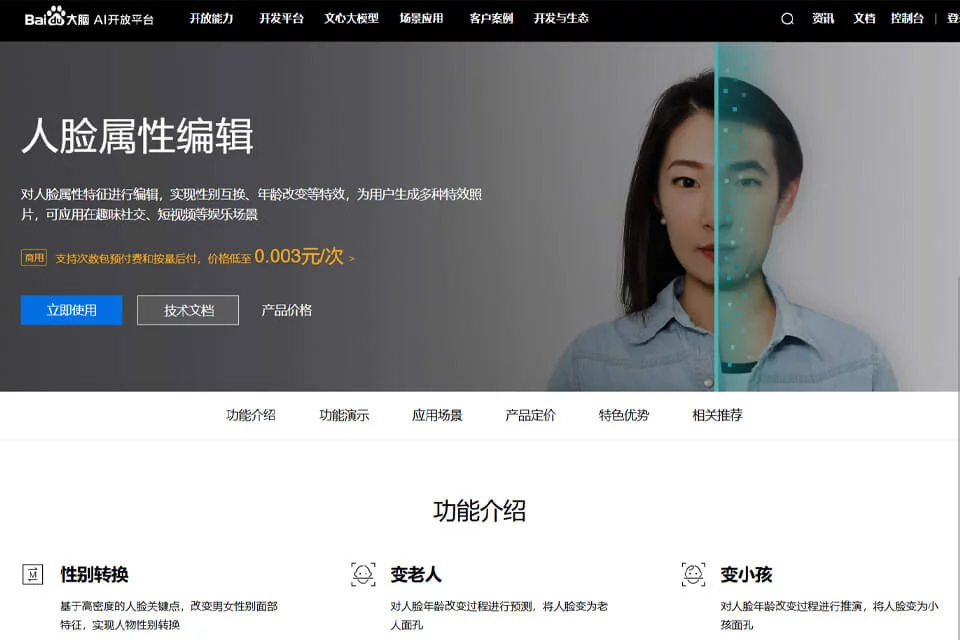 Bai du 大脑 AI开放平台 开放能力 开发平台 文心大模型 场景应用 客户案例 开发与生态 资讯 文档 控制台 | 登
人脸属性编辑
对人脸属性特征进行编辑，实现性别互换、年龄改变等特效，为用户生成多种特效照
片，可应用在趣味社交、短视频等娱乐场景
商用 支持次数包预付费和按量后付，价格低至 0.003元/次 >
立即使用 技术文档 产品价格
功能介绍 功能演示 应用场景 产品定价 特色优势 相关推荐
功能介绍
性别转换 变老人 变小孩
基于高密度的人脸关键点，改变男女性别面部 对人脸年龄改变过程进行预测，将人脸变为老 对人脸年龄改变过程进行推演，将人脸变为小
特征，实现人物性别转换 人面孔 孩面孔